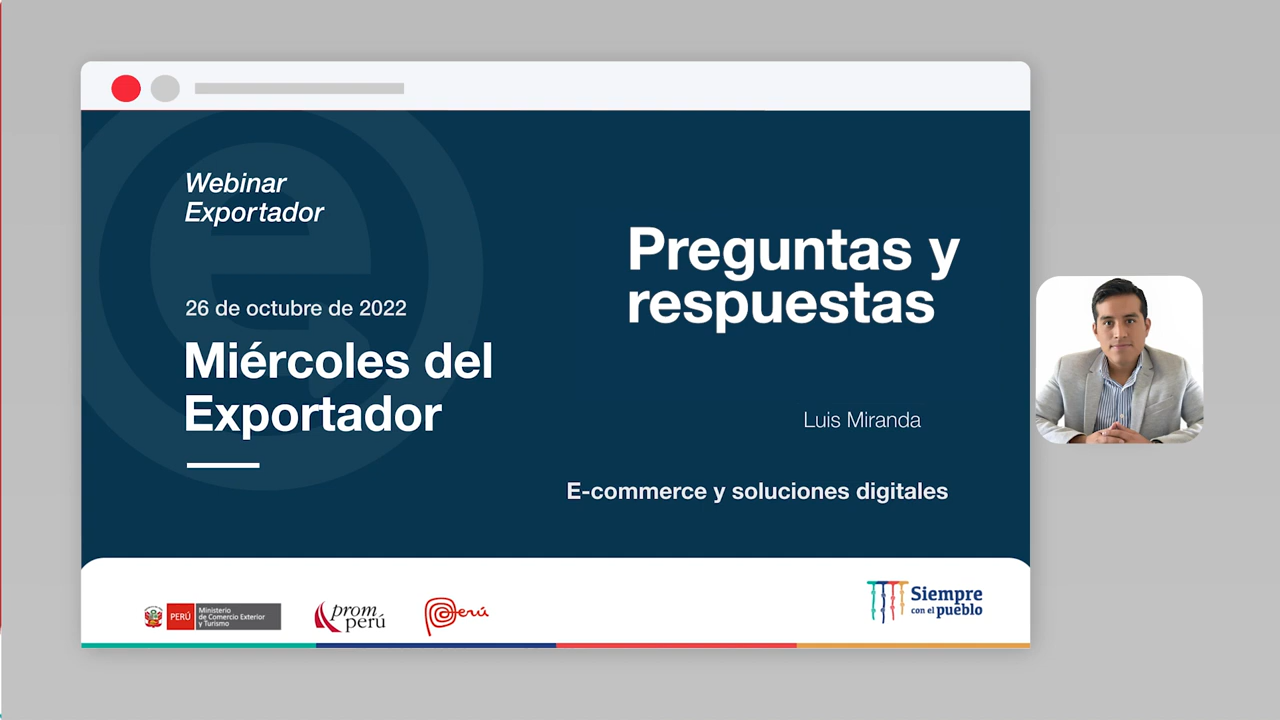 Webinar
Exportador
26 de octubre de 2022
Miércoles del
Exportador
Preguntas y
respuestas
Luis Miranda
E-commerce y soluciones digitales
PERÚ
Ministerio
de Comercio Exterior
y Turismo
prom
perú
Perú
Siempre
con el pueblo